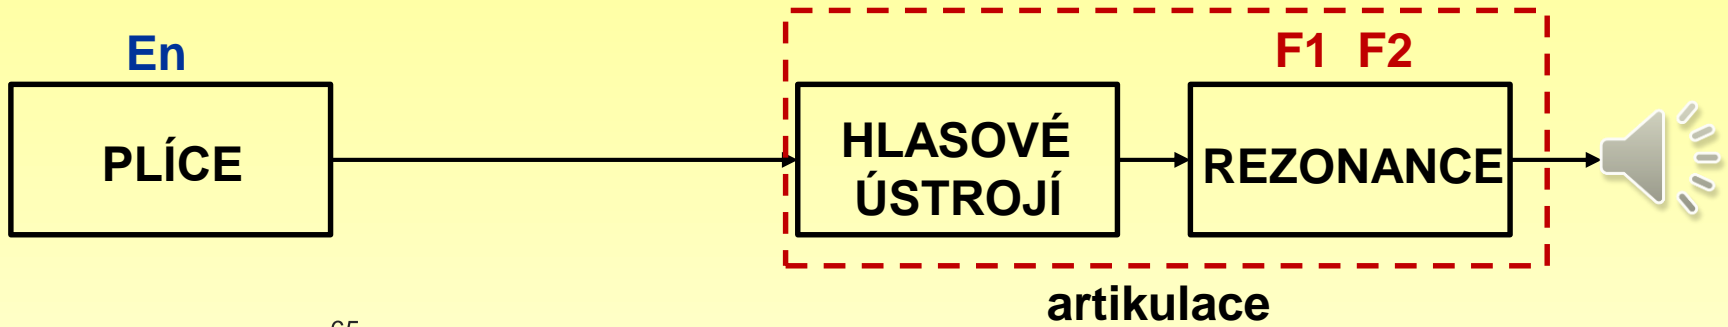 En
F1 F2
PLÍCE
HLASOVÉ
ÚSTROJÍ
REZONANCE
artikulace